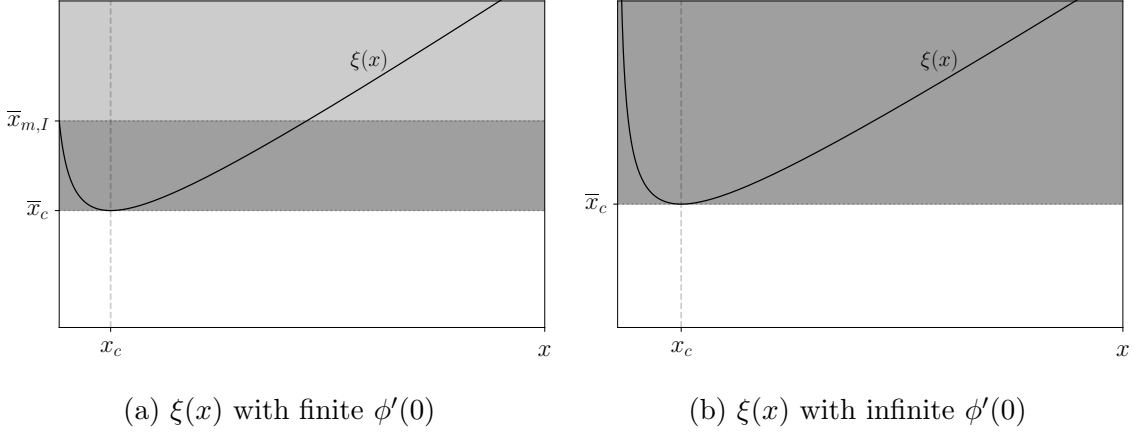 ξ(x)
x̅_{m,I}
x̅_c
x_c
x
ξ(x)
x̅_c
x_c
x
(a) ξ(x) with finite ϕ′(0)
(b) ξ(x) with infinite ϕ′(0)